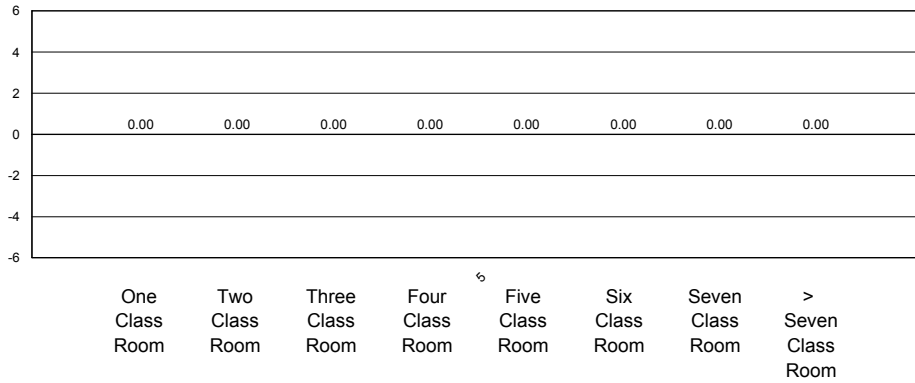 6
4
2
0
-2
-4
-6
0.00 0.00 0.00 0.00 0.00 0.00 0.00 0.00
5
One Class Room
Two Class Room
Three Class Room
Four Class Room
Five Class Room
Six Class Room
Seven Class Room
> Seven Class Room